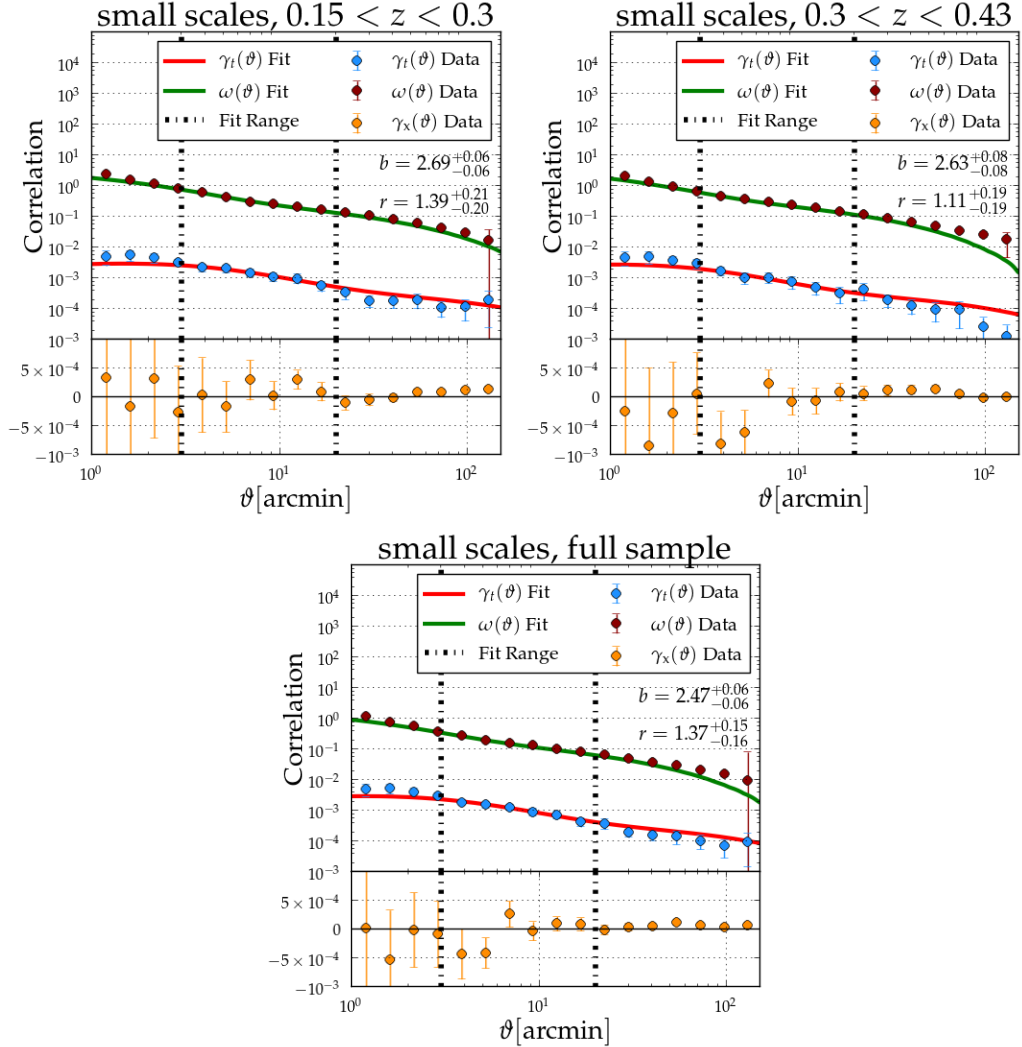 small scales, 0.15 < z < 0.3
γₜ(ϑ) Fit
ω(ϑ) Fit
Fit Range
γₜ(ϑ) Data
ω(ϑ) Data
γₓ(ϑ) Data
b = 2.69 +0.06 −0.06
r = 1.39 +0.21 −0.20
Correlation
10⁴
10³
10²
10¹
10⁰
10⁻¹
10⁻²
10⁻³
10⁻⁴
10⁻³
5 × 10⁻⁴
0
−5 × 10⁻⁴
−10⁻³
10⁰ 10¹ 10²
ϑ[arcmin]
small scales, 0.3 < z < 0.43
γₜ(ϑ) Fit
ω(ϑ) Fit
Fit Range
γₜ(ϑ) Data
ω(ϑ) Data
γₓ(ϑ) Data
b = 2.63 +0.08 −0.08
r = 1.11 +0.19 −0.19
Correlation
10⁴
10³
10²
10¹
10⁰
10⁻¹
10⁻²
10⁻³
10⁻⁴
10⁻³
5 × 10⁻⁴
0
−5 × 10⁻⁴
−10⁻³
10⁰ 10¹ 10²
ϑ[arcmin]
small scales, full sample
γₜ(ϑ) Fit
ω(ϑ) Fit
Fit Range
γₜ(ϑ) Data
ω(ϑ) Data
γₓ(ϑ) Data
b = 2.47 +0.06 −0.06
r = 1.37 +0.15 −0.16
Correlation
10⁴
10³
10²
10¹
10⁰
10⁻¹
10⁻²
10⁻³
10⁻⁴
10⁻³
5 × 10⁻⁴
0
−5 × 10⁻⁴
−10⁻³
10⁰ 10¹ 10²
ϑ[arcmin]